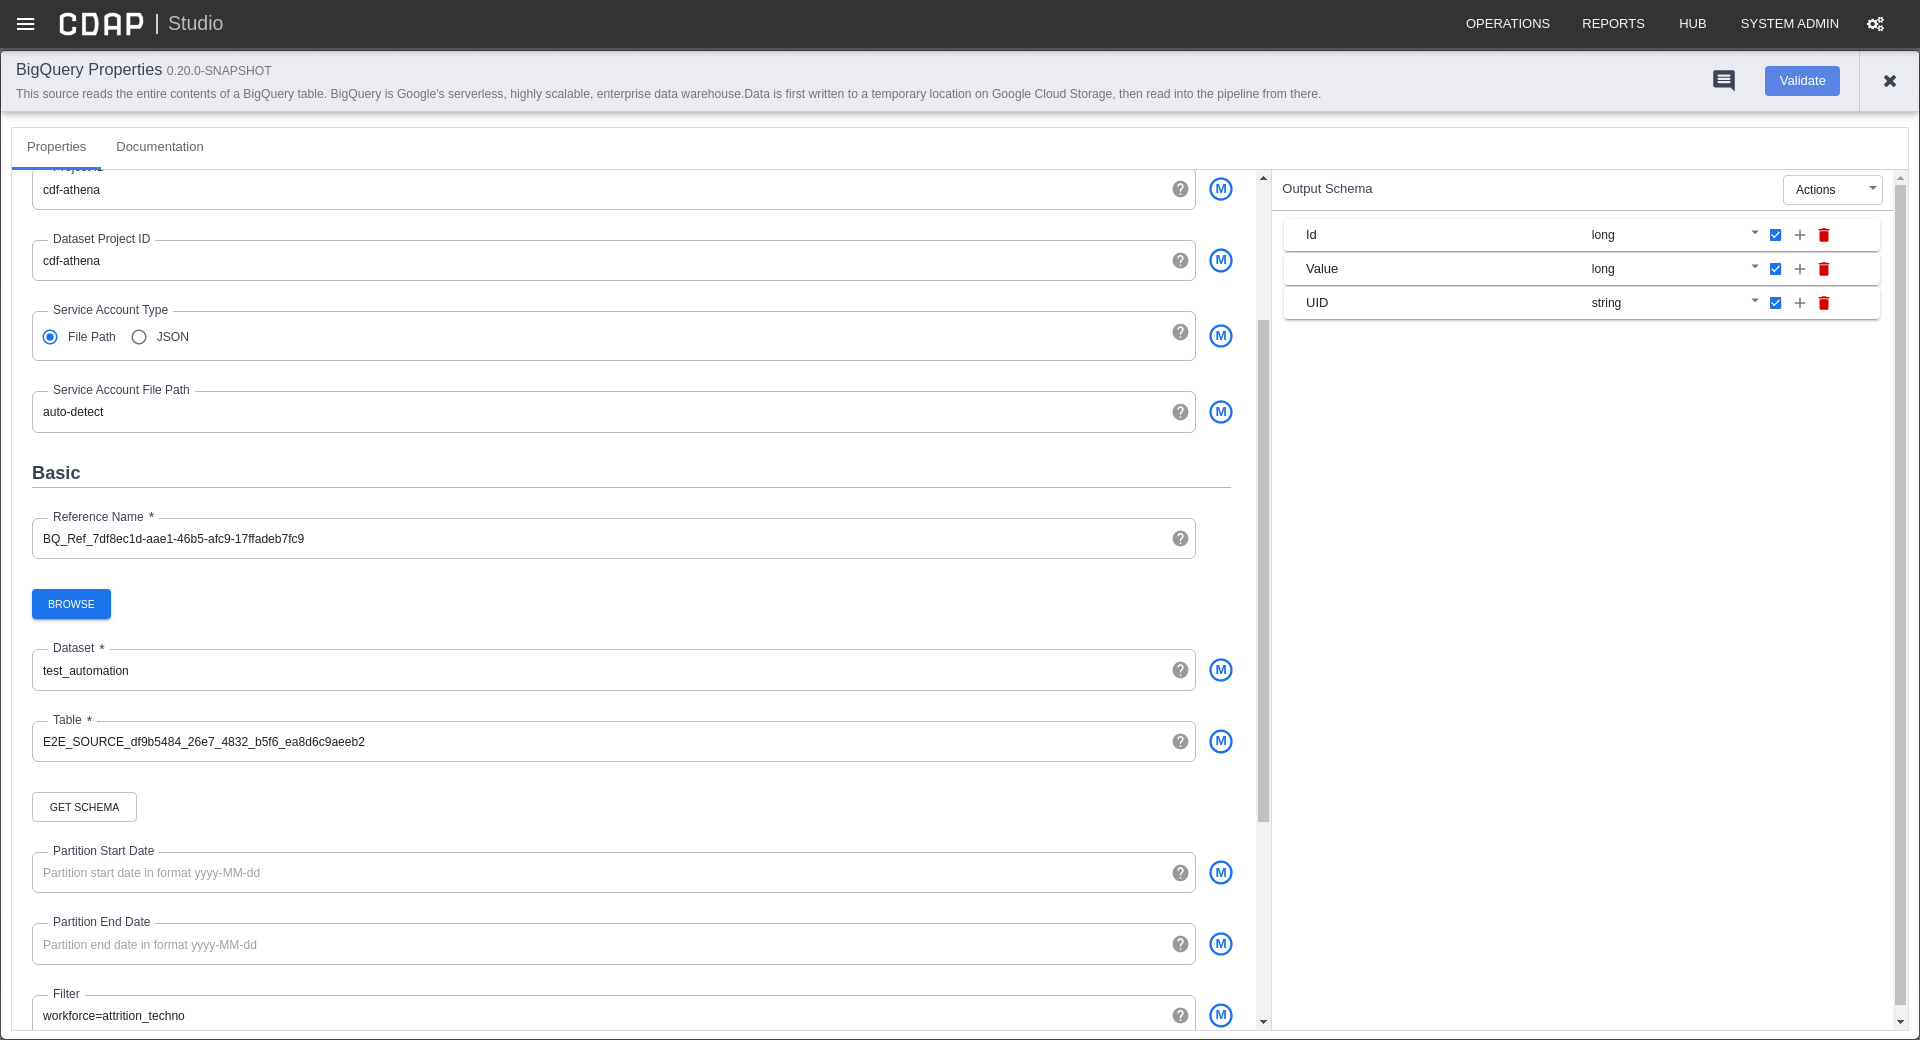 CDAP | Studio
OPERATIONS REPORTS HUB SYSTEM ADMIN
BigQuery Properties 0.20.0-SNAPSHOT
This source reads the entire contents of a BigQuery table. BigQuery is Google's serverless, highly scalable, enterprise data warehouse.Data is first written to a temporary location on Google Cloud Storage, then read into the pipeline from there.
Validate
Properties Documentation
Project ID
cdf-athena
M
Dataset Project ID
cdf-athena
M
Service Account Type
File Path JSON
M
Service Account File Path
auto-detect
M
Basic
Reference Name *
BQ_Ref_7df8ec1d-aae1-46b5-afc9-17ffadeb7fc9
BROWSE
Dataset *
test_automation
M
Table *
E2E_SOURCE_df9b5484_26e7_4832_b5f6_ea8d6c9aeeb2
M
GET SCHEMA
Partition Start Date
Partition start date in format yyyy-MM-dd
M
Partition End Date
Partition end date in format yyyy-MM-dd
M
Filter
workforce=attrition_techno
M
Output Schema
Actions
Id long
Value long
UID string